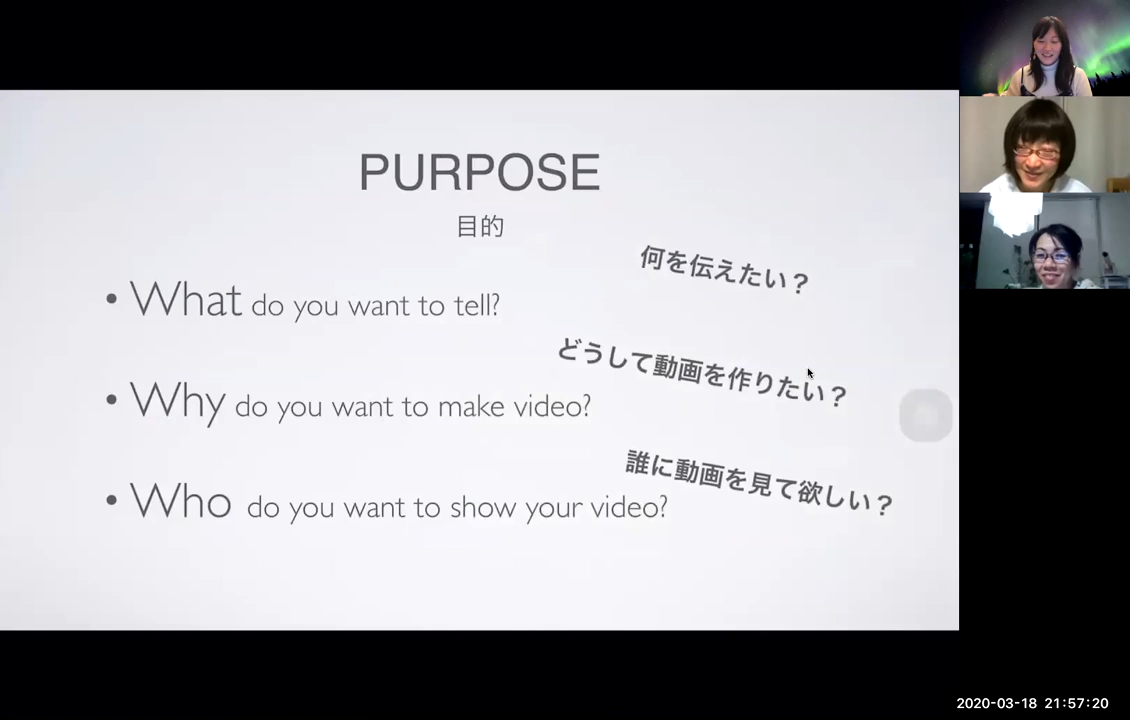 PURPOSE
目的
何を伝えたい？
• What do you want to tell?
どうして動画を作りたい？
• Why do you want to make video?
誰に動画を見て欲しい？
• Who do you want to show your video?
2020-03-18 21:57:20